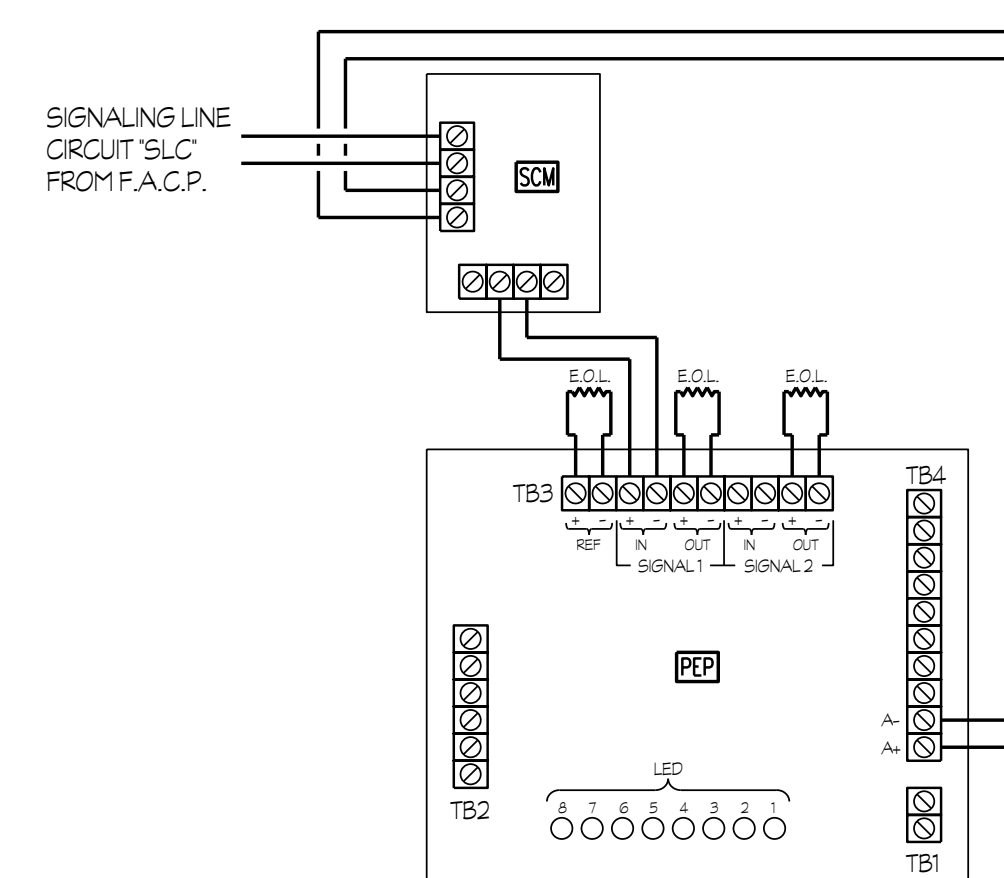 SIGNALING LINE
CIRCUIT "SLC"
FROM F.A.C.P.
SCM
E.O.L. E.O.L. E.O.L.
TB3
TB4
+ - + - + - + - + -
REF IN OUT IN OUT
SIGNAL 1 SIGNAL 2
PEP
A-
A+
LED
8 7 6 5 4 3 2 1
TB2
TB1